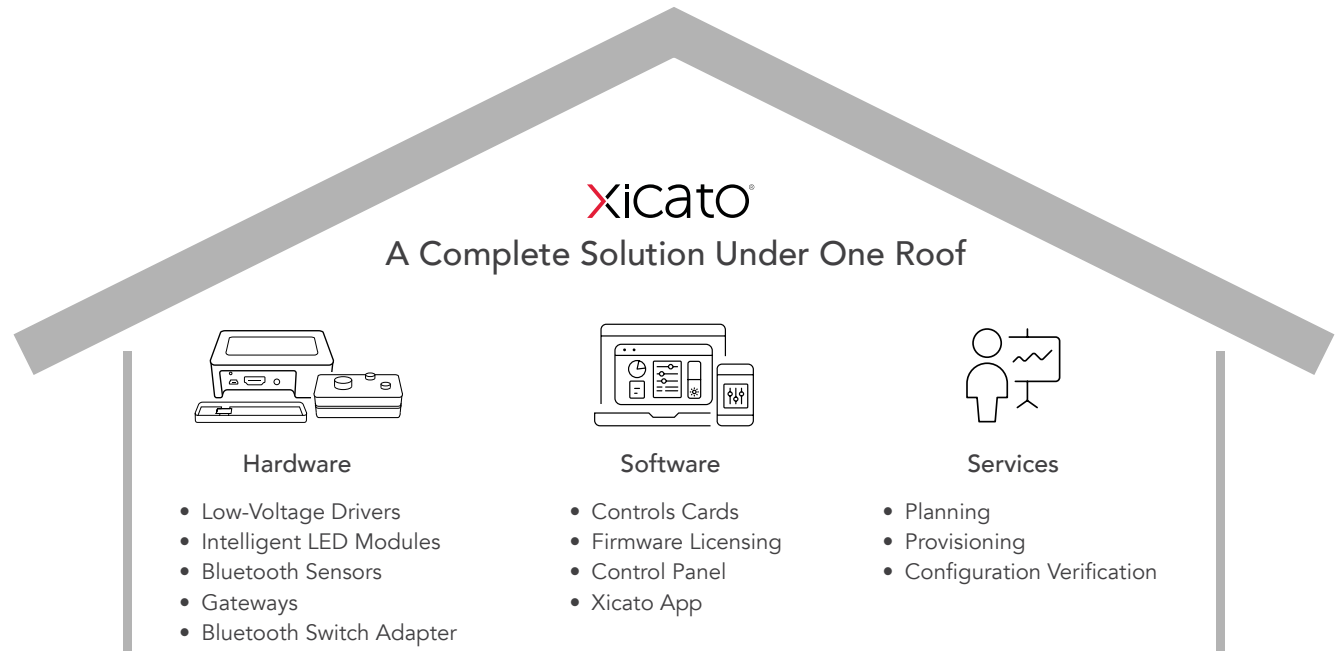 xicato®
A Complete Solution Under One Roof
Hardware
• Low-Voltage Drivers
• Intelligent LED Modules
• Bluetooth Sensors
• Gateways
• Bluetooth Switch Adapter
Software
• Controls Cards
• Firmware Licensing
• Control Panel
• Xicato App
Services
• Planning
• Provisioning
• Configuration Verification